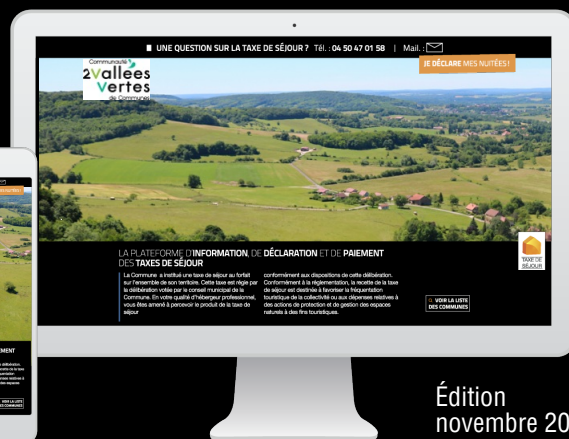 UNE QUESTION SUR LA TAXE DE SÉJOUR ? Tél. : 04 50 47 01 58 | Mail. :
JE DÉCLARE MES NUITÉES !
Communauté
2vallées
vertes
de Communes
LA PLATEFORME D'INFORMATION, DE DÉCLARATION ET DE PAIEMENT
DES TAXES DE SÉJOUR
La Commune a institué une taxe de séjour au forfait
sur l'ensemble de son territoire. Cette taxe est régie par
la délibération votée par le conseil municipal de la
Commune. En votre qualité d'hébergeur professionnel,
vous êtes amené à percevoir le produit de la taxe de
séjour
conformément aux dispositions de cette délibération.
Conformément à la réglementation, la recette de la taxe
de séjour est destinée à favoriser la fréquentation
touristique de la collectivité ou aux dépenses relatives à
des actions de protection et de gestion des espaces
naturels à des fins touristiques.
TAXE DE
SÉJOUR
VOIR LA LISTE
DES COMMUNES
Édition
novembre 20